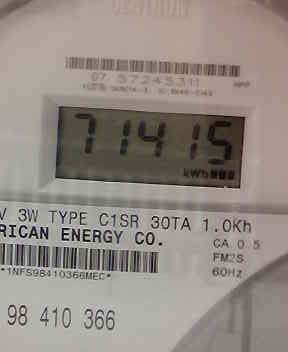 CENTRON
07 57245311
71415
kWh
V 3W TYPE C1SR 30TA 1.0Kh
RICAN ENERGY CO.
CA 0.5
FM2S
60Hz
*1NFS98410366MEC*
98 410 366